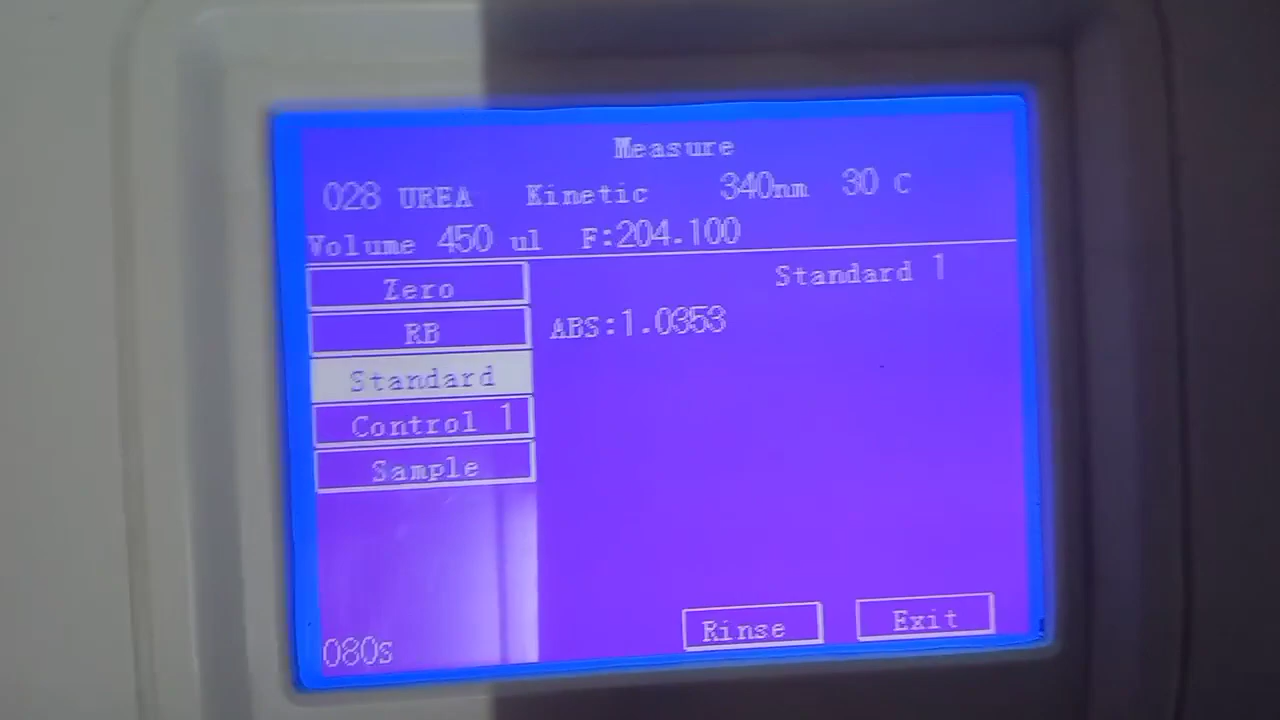 Measure
028 UREA Kinetic 340nm 30 C
Volume 450 ul F:204.100
Zero
Standard 1
RB
ABS:1.0353
Standard
Control 1
Sample
Rinse Exit
080s